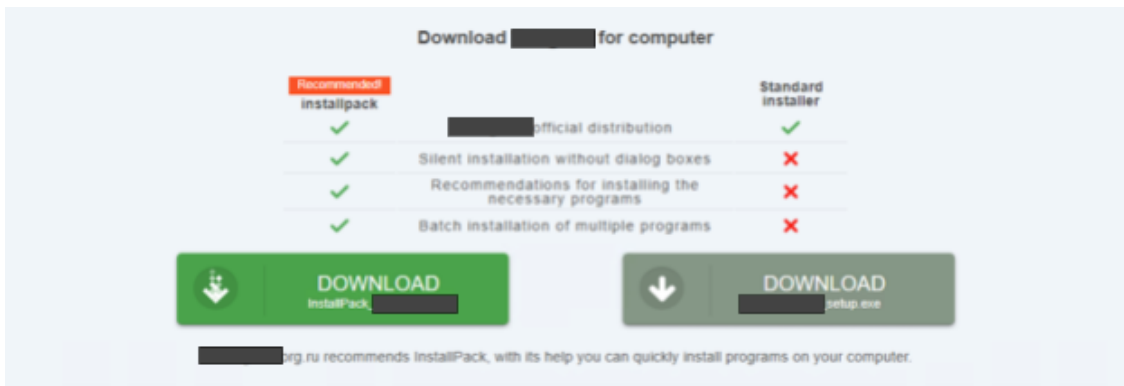 Download for computer
Recommended!
installpack
Standard
installer
official distribution
Silent installation without dialog boxes
Recommendations for installing the
necessary programs
Batch installation of multiple programs
DOWNLOAD
InstallPack_
DOWNLOAD
_setup.exe
org.ru recommends InstallPack, with its help you can quickly install programs on your computer.